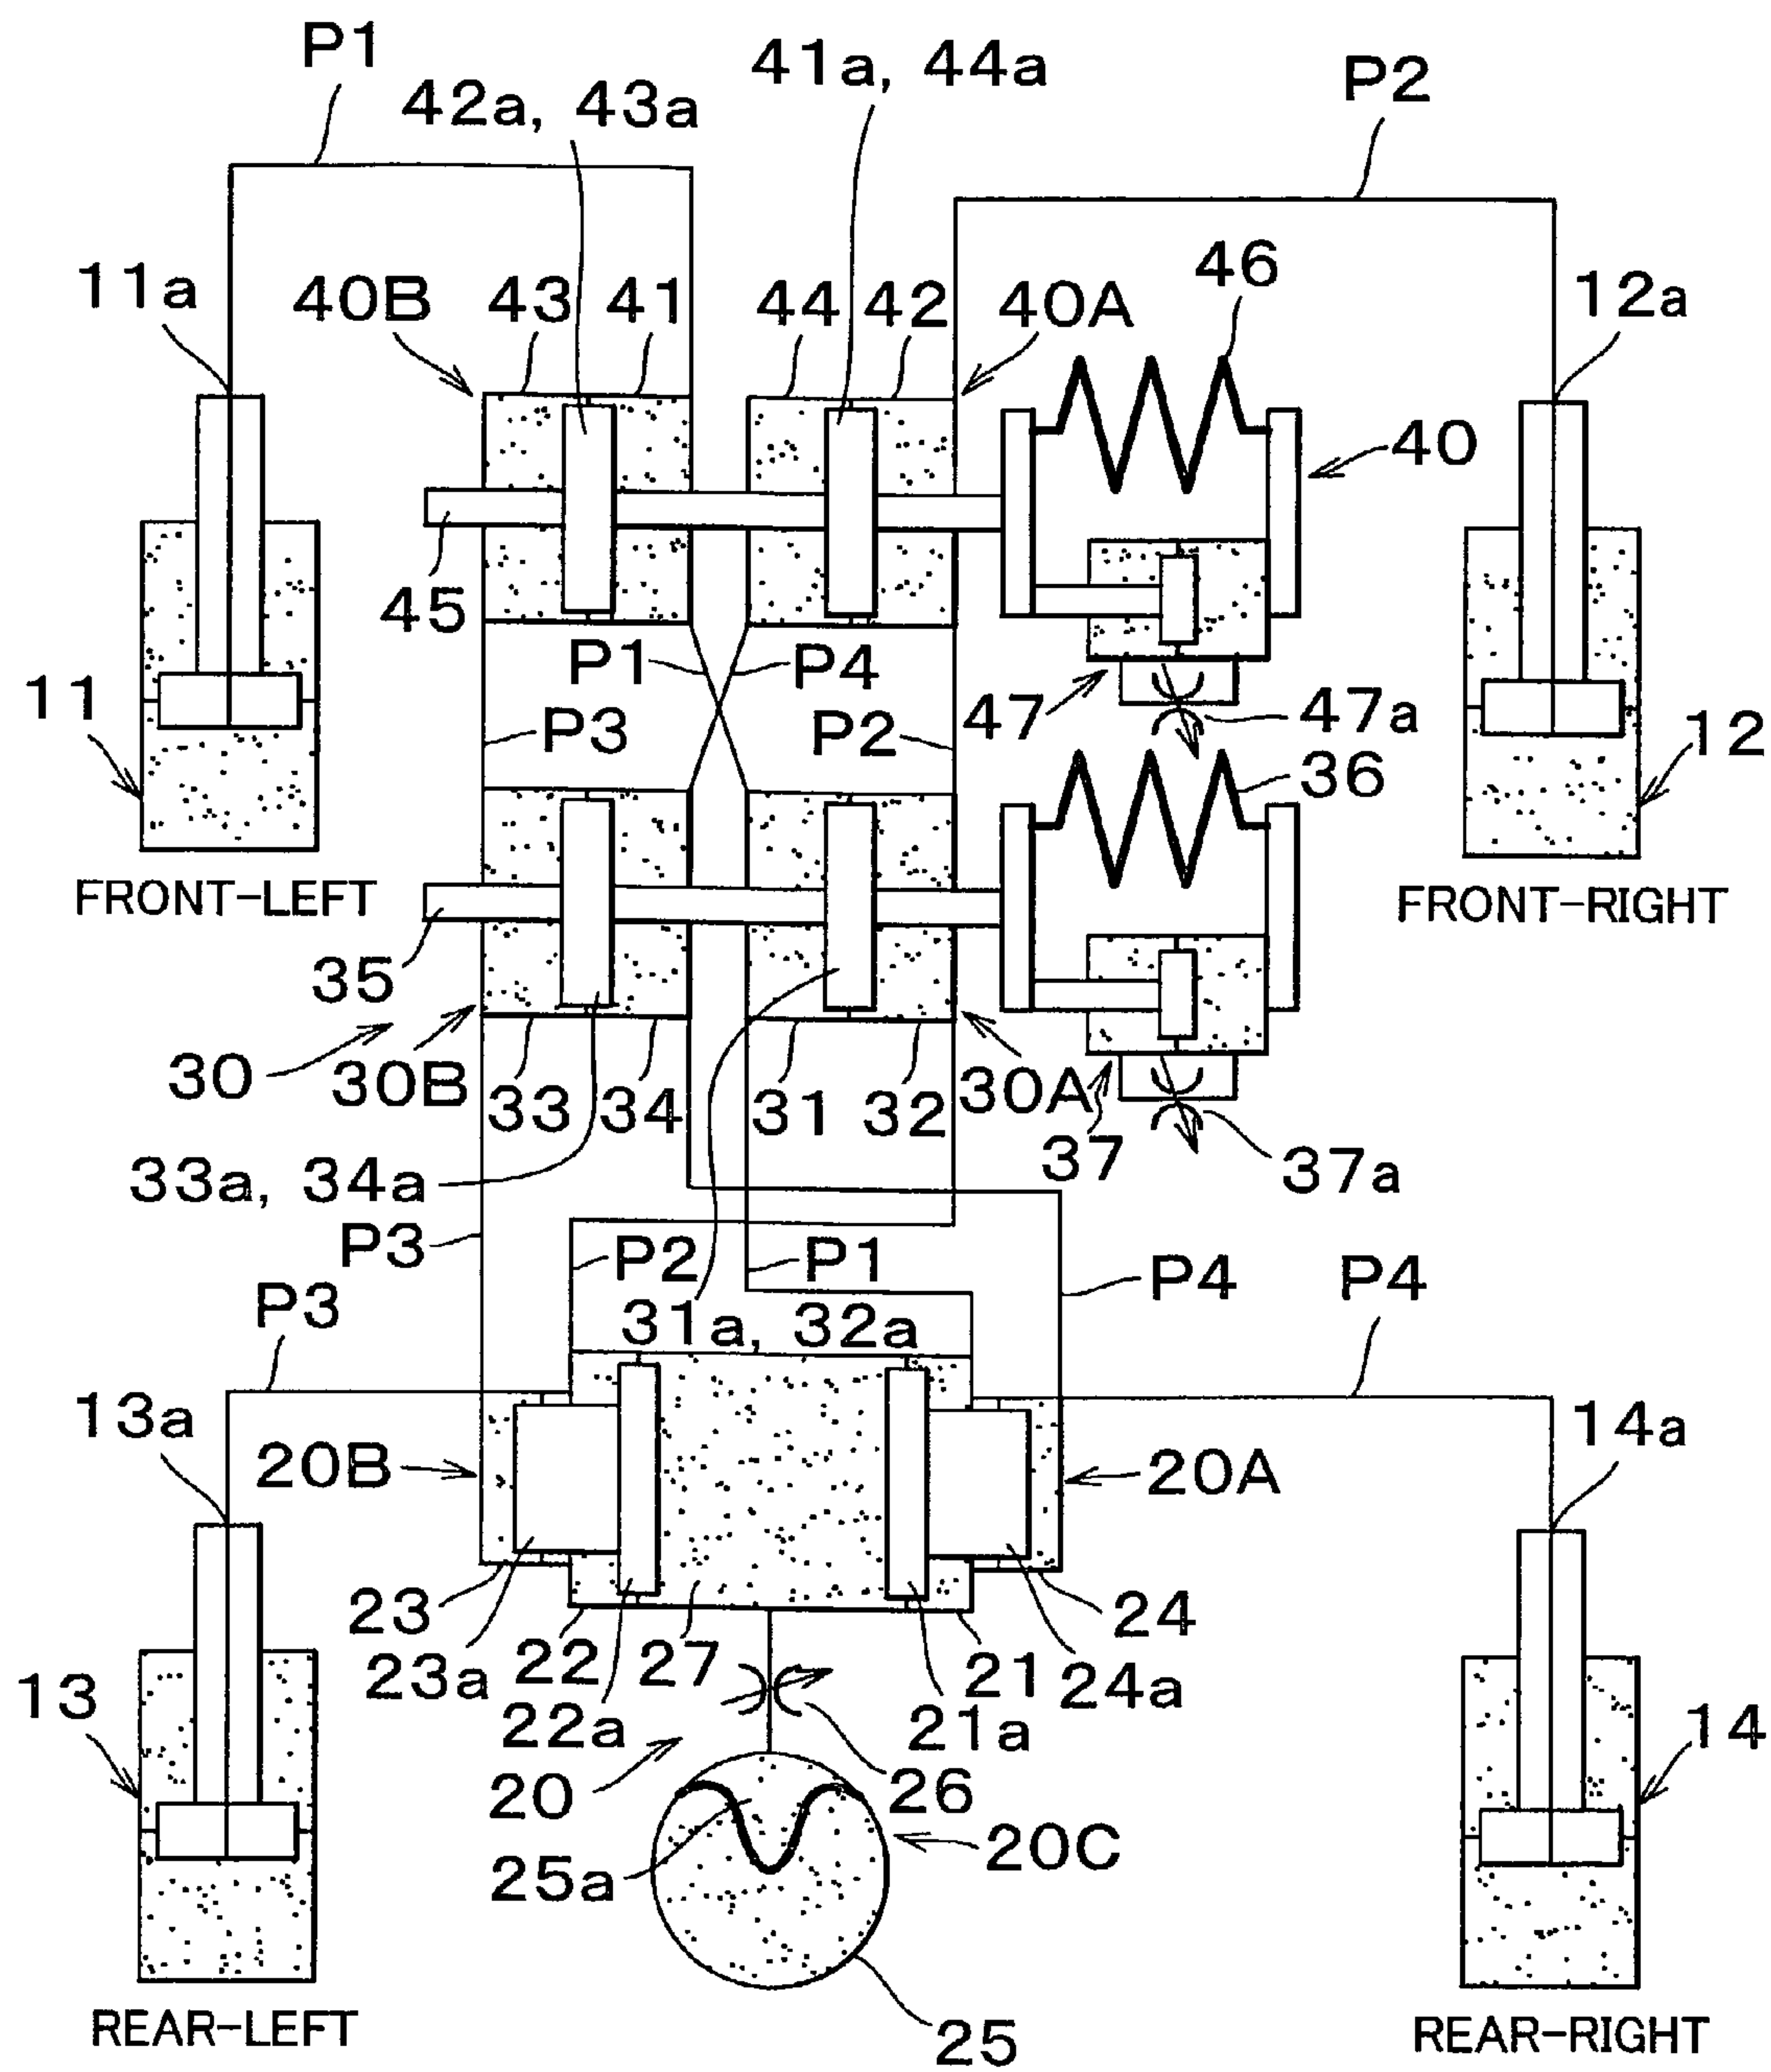 P1
41a, 44a
P2
42a, 43a
11a
40B
43
41
44
42
40A
46
12a
40
45
P1
P4
11
P3
P2
47
47a
12
36
FRONT-LEFT
FRONT-RIGHT
35
30
30B
33
34
31
32
30A
37
37a
33a, 34a
P3
P2
P1
P4
P4
P3
31a, 32a
13a
14a
20B
20A
23
22
27
21
24
23a
24a
22a
21a
13
14
20
26
25a
20C
REAR-LEFT
25
REAR-RIGHT